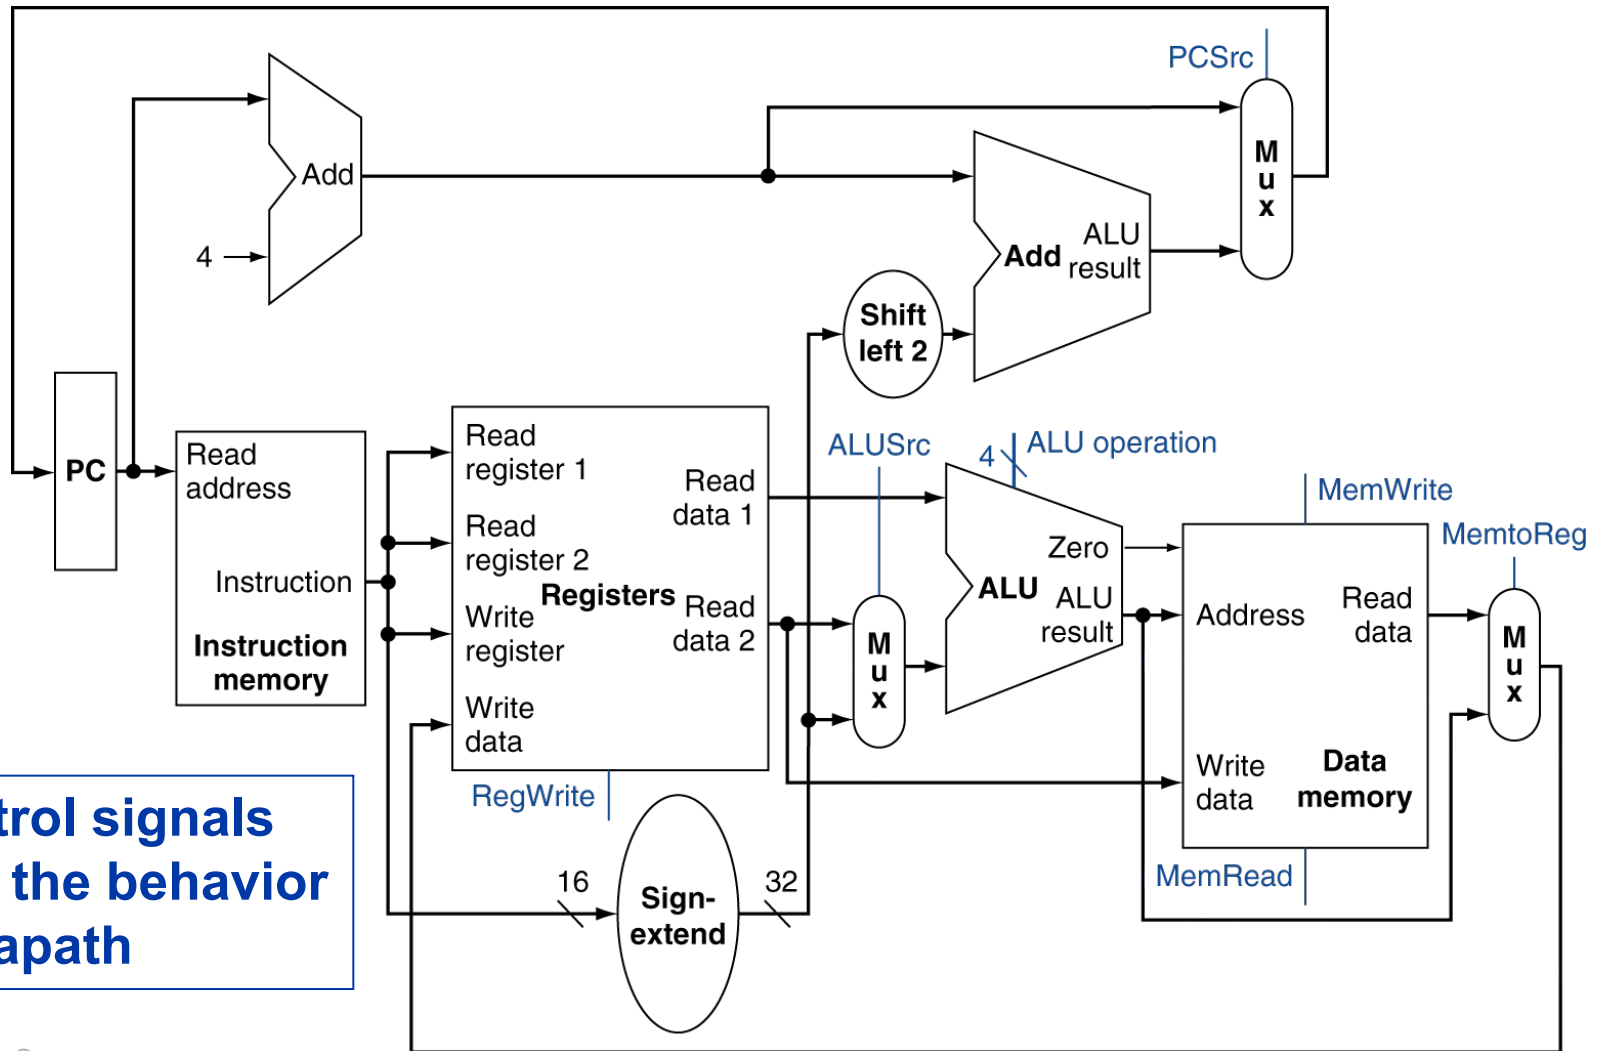 PCSrc
M
u
x
Add
4
Add
ALU
result
Shift
left 2
PC
Read
address
Instruction
Instruction
memory
Read
register 1
Read
register 2
Write
register
Write
data
Registers
Read
data 1
Read
data 2
RegWrite
16
Sign-
extend
32
ALUSrc
M
u
x
4
ALU operation
Zero
ALU
ALU
result
MemWrite
Address
Read
data
Write
data
Data
memory
MemRead
MemtoReg
M
u
x
trol signals
the behavior
apath